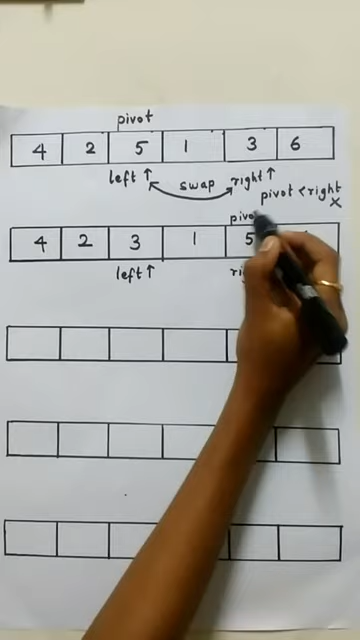 pivot
4 2 5 1 3 6
left ↑ swap right ↑
pivot < right
x
4 2 3 1 5
left ↑